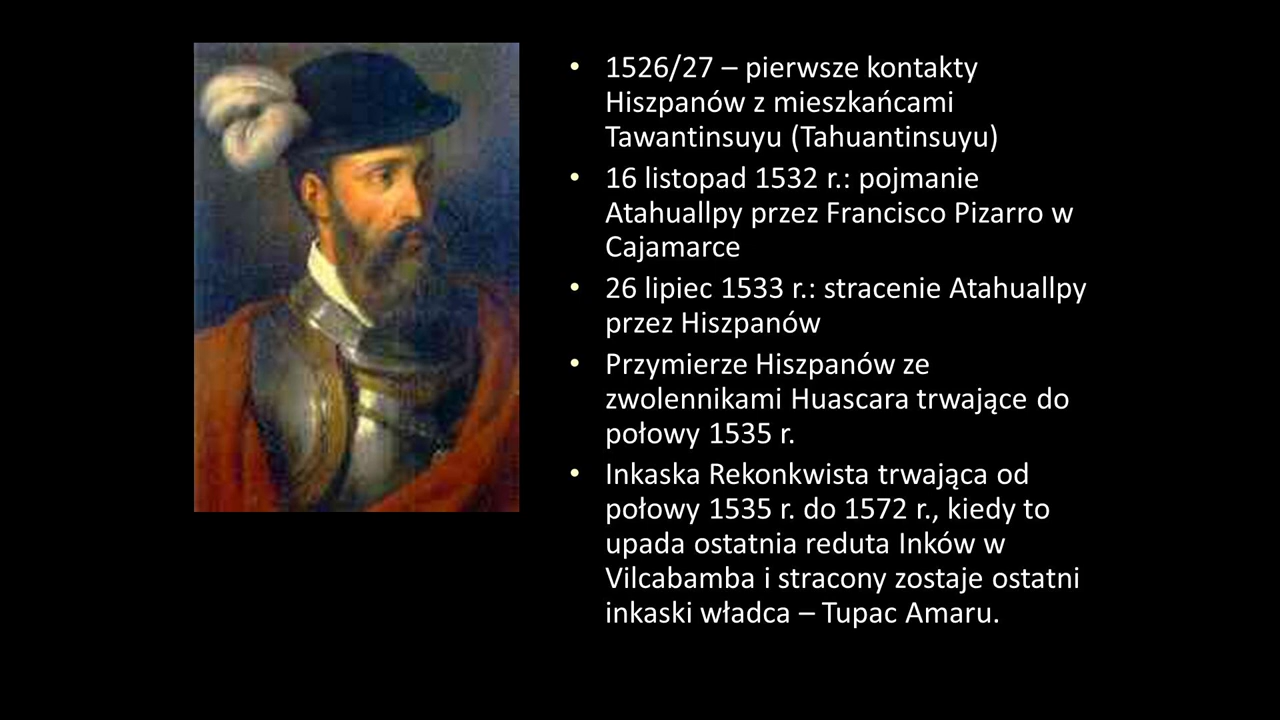 • 1526/27 – pierwsze kontakty
Hiszpanów z mieszkańcami
Tawantinsuyu (Tahuantinsuyu)
• 16 listopad 1532 r.: pojmanie
Atahuallpy przez Francisco Pizarro w
Cajamarce
• 26 lipiec 1533 r.: stracenie Atahuallpy
przez Hiszpanów
• Przymierze Hiszpanów ze
zwolennikami Huascara trwające do
połowy 1535 r.
• Inkaska Rekonkwista trwająca od
połowy 1535 r. do 1572 r., kiedy to
upada ostatnia reduta Inków w
Vilcabamba i stracony zostaje ostatni
inkaski władca – Tupac Amaru.